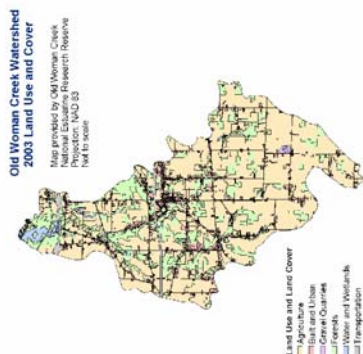 Old Woman Creek Watershed
2003 Land Use and Cover
Map provided by Old Woman Creek
National Estuarine Research Reserve
Projection: NAD 83
Not to scale
Land Use and Land Cover
Agriculture
Built and Urban
Gravel Quarries
Forests
Water and Wetlands
Transportation